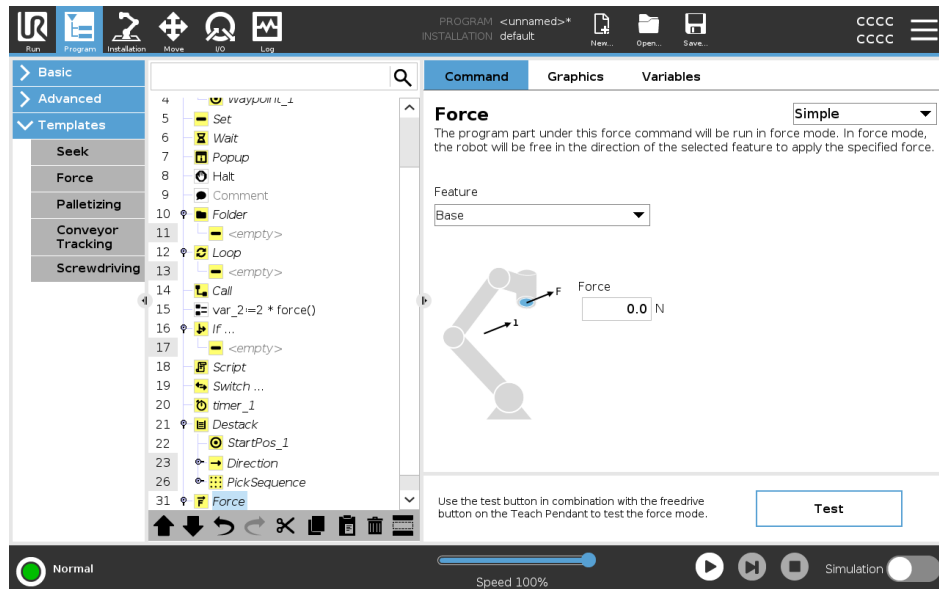 PROGRAM <unnamed>*
INSTALLATION default
CCCC
CCCC
Run Program Installation Move I/O Log New... Open... Save...
Basic
Advanced
Templates
Seek
Force
Palletizing
Conveyor
Tracking
Screwdriving
4 Waypoint_1
5 Set
6 Wait
7 Popup
8 Halt
9 Comment
10 Folder
11 <empty>
12 Loop
13 <empty>
14 Call
15 var_2:=2 * force()
16 If ...
17 <empty>
18 Script
19 Switch ...
20 timer_1
21 Destack
22 StartPos_1
23 Direction
26 PickSequence
31 Force
Command Graphics Variables
Force
Simple
The program part under this force command will be run in force mode. In force mode,
the robot will be free in the direction of the selected feature to apply the specified force.
Feature
Base
F
1
Force
0.0 N
Use the test button in combination with the freedrive
button on the Teach Pendant to test the force mode.
Test
Normal
Speed 100%
Simulation